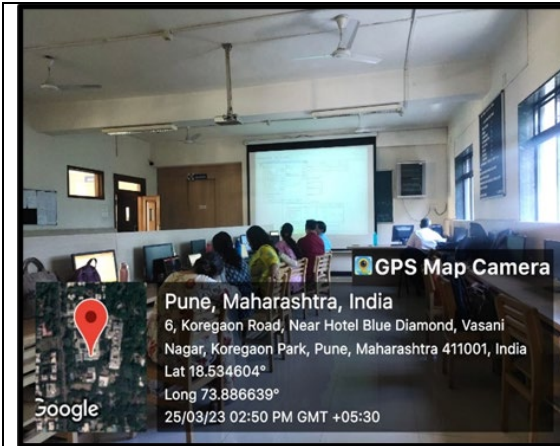 GPS Map Camera
Pune, Maharashtra, India
6, Koregaon Road, Near Hotel Blue Diamond, Vasani
Nagar, Koregaon Park, Pune, Maharashtra 411001, India
Lat 18.534604°
Long 73.886639°
25/03/23 02:50 PM GMT +05:30
Google